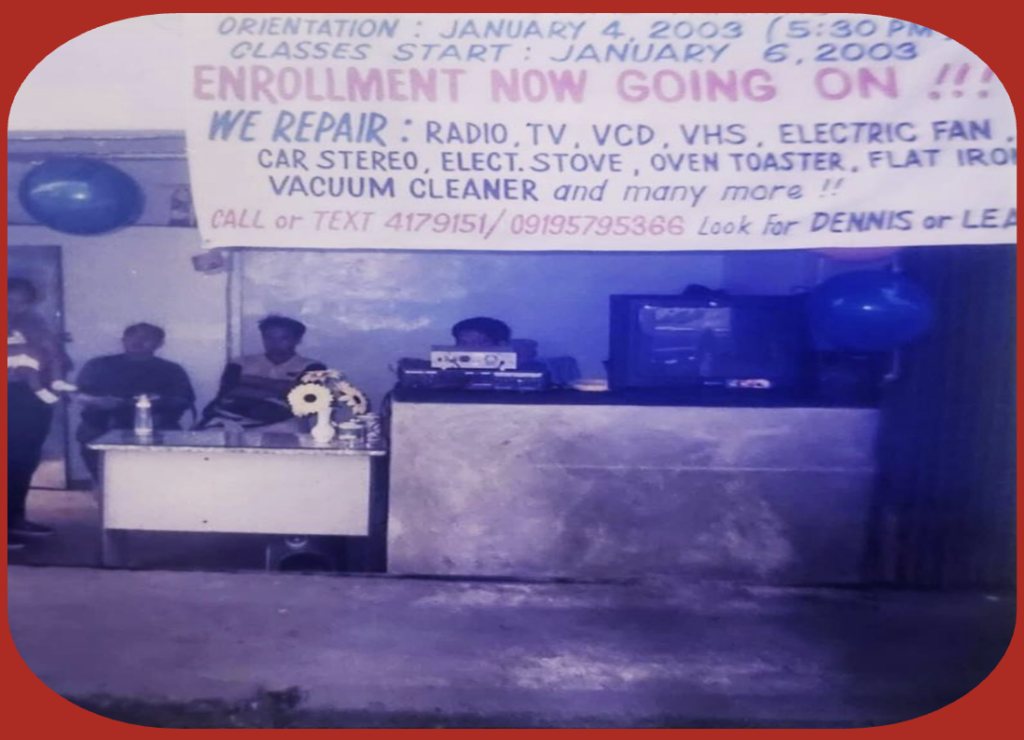 ORIENTATION : JANUARY 4, 2003 (5:30 PM)
CLASSES START : JANUARY 6, 2003
ENROLLMENT NOW GOING ON !!!
WE REPAIR : RADIO, TV, VCD, VHS, ELECTRIC FAN,
CAR STEREO, ELECT. STOVE, OVEN TOASTER, FLAT IRON
VACUUM CLEANER and many more !!
CALL or TEXT 4179151/09195795366 Look For DENNIS or LEA